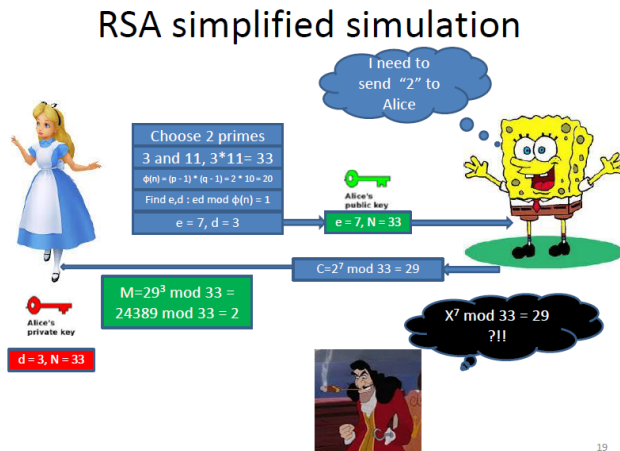 RSA simplified simulation
I need to
send "2" to
Alice
Choose 2 primes
3 and 11, 3*11= 33
ϕ(n) = (p - 1) * (q - 1) = 2 * 10 = 20
Find e,d : ed mod ϕ(n) = 1
e = 7, d = 3
Alice's
public key
e = 7, N = 33
C=2⁷ mod 33 = 29
M=29³ mod 33 =
24389 mod 33 = 2
Alice's
private key
d = 3, N = 33
X⁷ mod 33 = 29
?!!
19